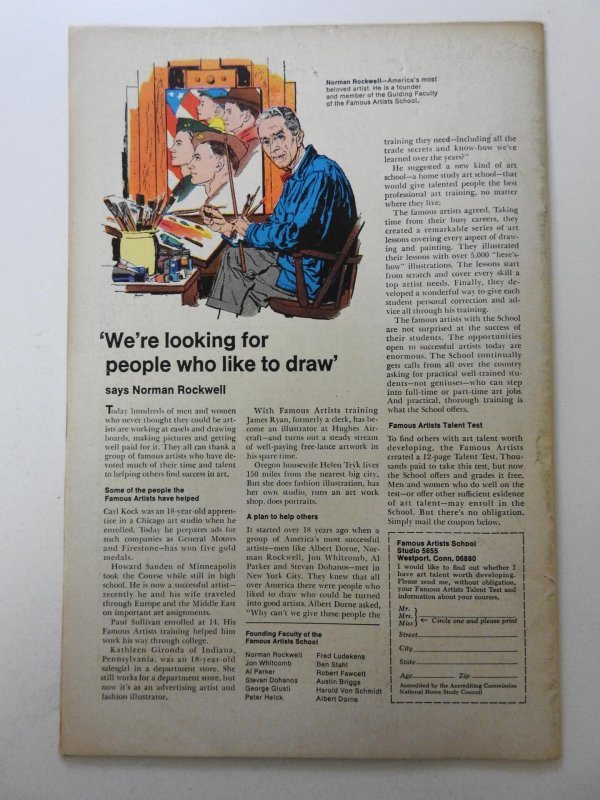 Norman Rockwell—America's most
beloved artist. He is a founder
and member of the Guiding Faculty
of the Famous Artists School.
'We're looking for
people who like to draw'
says Norman Rockwell
Today hundreds of men and women
who never thought they could be art-
ists are working at easels and drawing
boards, making pictures and getting
well paid for it. They all can thank a
group of famous artists who have de-
voted much of their time and talent
to helping others find success in art.
Some of the people the
Famous Artists have helped
Carl Kock was an 18-year-old appren-
tice in a Chicago art studio when he
enrolled. Today he prepares ads for
such companies as General Motors
and Firestone—has won five gold
medals.
Howard Sanden of Minneapolis
took the Course while still in high
school. He is now a successful artist—
recently he and his wife traveled
through Europe and the Middle East
on important art assignments.
Paul Sullivan enrolled at 14. His
Famous Artists training helped him
work his way through college.
Kathleen Gironda of Indiana,
Pennsylvania, was an 18-year-old
salesgirl in a department store. She
still works for a department store, but
now it's as an advertising artist and
fashion illustrator.
With Famous Artists training
James Ryan, formerly a clerk, has be-
come an illustrator at Hughes Air-
craft—and turns out a steady stream
of well-paying free-lance artwork in
his spare time.
Oregon housewife Helen Tryk lives
150 miles from the nearest big city.
But she does fashion illustration, has
her own studio, runs an art work
shop, does portraits.
A plan to help others
It started over 18 years ago when a
group of America's most successful
artists—men like Albert Dorne, Nor-
man Rockwell, Jon Whitcomb, Al
Parker and Stevan Dohanos—met in
New York City. They knew that all
over America there were people who
liked to draw who could be turned
into good artists. Albert Dorne asked,
"Why can't we give these people the
Founding Faculty of the
Famous Artists School
Norman Rockwell
Jon Whitcomb
Al Parker
Stevan Dohanos
George Giusti
Peter Helck
Fred Ludekens
Ben Stahl
Robert Fawcett
Austin Briggs
Harold Von Schmidt
Albert Dorne
training they need—including all the
trade secrets and know-how we've
learned over the years?"
He suggested a new kind of art
school—a home study art school—that
would give talented people the best
professional art training, no matter
where they live.
The famous artists agreed. Taking
time from their busy careers, they
created a remarkable series of art
lessons covering every aspect of draw-
ing and painting. They illustrated
their lessons with over 5,000 "here's-
how" illustrations. The lessons start
from scratch and cover every skill a
top artist needs. Finally, they de-
veloped a wonderful way to give each
student personal correction and ad-
vice all through his training.
The famous artists with the School
are not surprised at the success of
their students. The opportunities
open to successful artists today are
enormous. The School continually
gets calls from all over the country
asking for practical well-trained stu-
dents—not geniuses—who can step
into full-time or part-time art jobs.
And practical, thorough training is
what the School offers.
Famous Artists Talent Test
To find others with art talent worth
developing, the Famous Artists
created a 12-page Talent Test. Thou-
sands paid to take this test, but now
the School offers and grades it free.
Men and women who do well on the
test—or offer other sufficient evidence
of art talent—may enroll in the
School. But there's no obligation.
Simply mail the coupon below.
Famous Artists School
Studio 5655
Westport, Conn. 06880
I would like to find out whether I
have art talent worth developing.
Please send me, without obligation,
your Famous Artists Talent Test and
information about your courses.
Mr.
Mrs.
Miss ← Circle one and please print
Street
City
State
Age Zip
Accredited by the Accrediting Commission
National Home Study Council